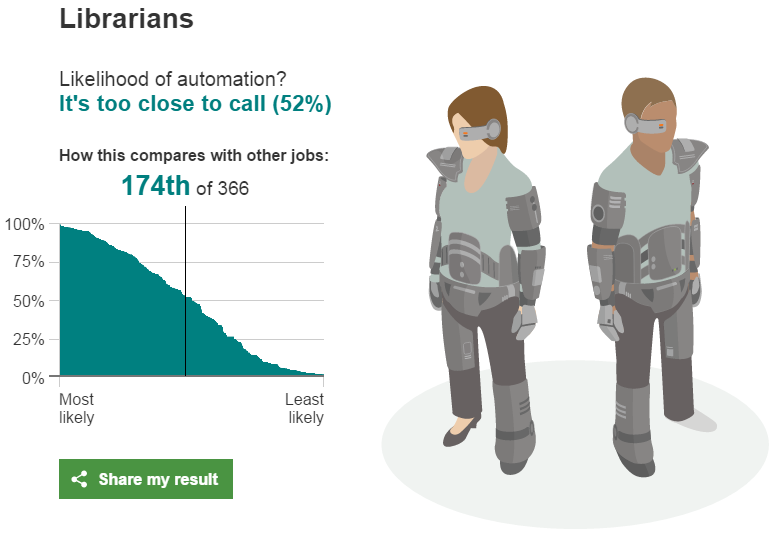 Librarians
Likelihood of automation?
It's too close to call (52%)
How this compares with other jobs:
174th of 366
100%
75%
50%
25%
0%
Most
likely
Least
likely
Share my result